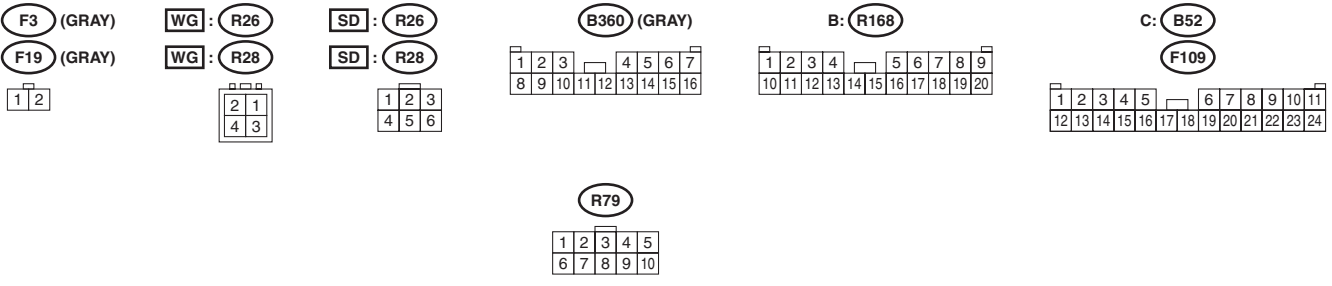 F3 (GRAY) WG : R26 SD : R26 B360 (GRAY) B: R168 C: B52
F19 (GRAY) WG : R28 SD : R28 F109
1 2
2 1
4 3
1 2 3
4 5 6
1 2 3 4 5 6 7
8 9 10 11 12 13 14 15 16
1 2 3 4 5 6 7 8 9
10 11 12 13 14 15 16 17 18 19 20
1 2 3 4 5 6 7 8 9 10 11
12 13 14 15 16 17 18 19 20 21 22 23 24
R79
1 2 3 4 5
6 7 8 9 10